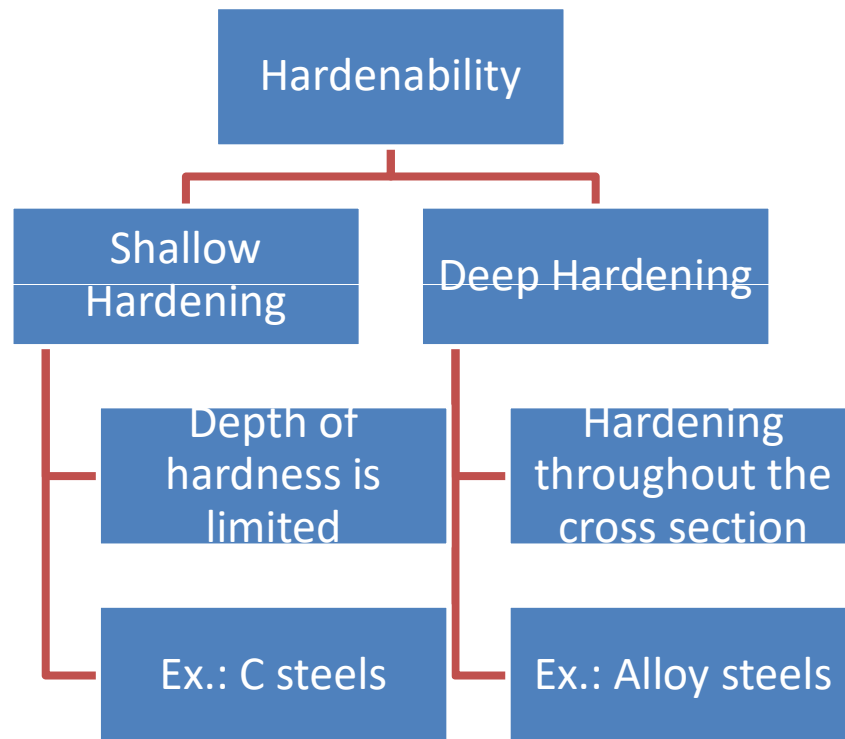 Hardenability
Shallow
Hardening
Deep Hardening
Depth of
hardness is
limited
Hardening
throughout the
cross section
Ex.: C steels
Ex.: Alloy steels